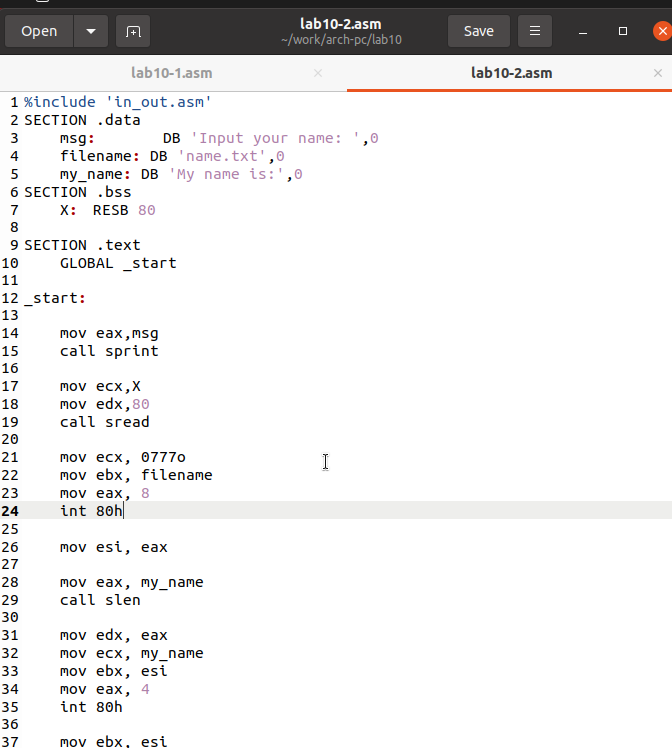 Open
lab10-2.asm
~/work/arch-pc/lab10
Save
lab10-1.asm
lab10-2.asm
1 %include 'in_out.asm'
2 SECTION .data
3     msg:        DB 'Input your name: ',0
4     filename: DB 'name.txt',0
5     my_name: DB 'My name is:',0
6 SECTION .bss
7     X:  RESB 80
8
9 SECTION .text
10     GLOBAL _start
11
12 _start:
13
14     mov eax,msg
15     call sprint
16
17     mov ecx,X
18     mov edx,80
19     call sread
20
21     mov ecx, 0777o
22     mov ebx, filename
23     mov eax, 8
24     int 80h
25
26     mov esi, eax
27
28     mov eax, my_name
29     call slen
30
31     mov edx, eax
32     mov ecx, my_name
33     mov ebx, esi
34     mov eax, 4
35     int 80h
36
37     mov ebx, esi